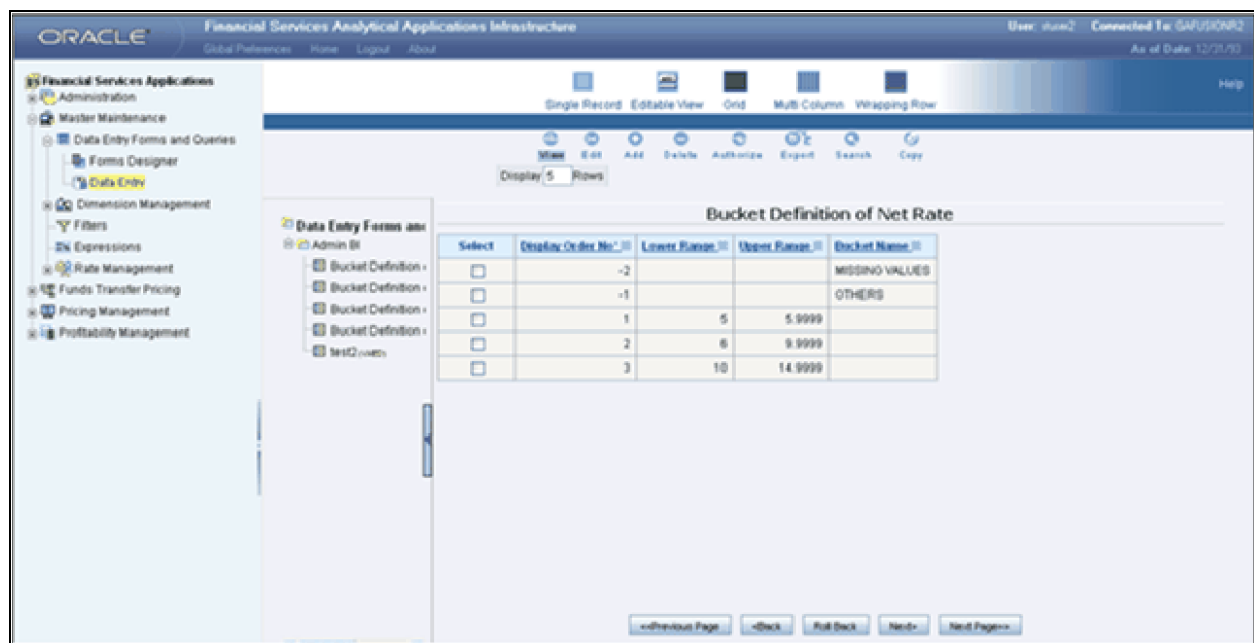 ORACLE
Financial Services Analytical Applications Infrastructure
User: Connected To: GAFUSIONR2
Global Preferences Home Logout About
As of Date: 12/31/93
Help
Financial Services Applications
Administration
Master Maintenance
Data Entry Forms and Queries
Forms Designer
Data Entry
Dimension Management
Filters
Expressions
Rate Management
Funds Transfer Pricing
Pricing Management
Profitability Management
Single Record Editable View Grid Multi Column Wrapping Row
View Edit Add Delete Authorize Export Search Copy
Display 5 Rows
Data Entry Forms and
Admin BI
Bucket Definition
Bucket Definition
Bucket Definition
Bucket Definition
test2
Bucket Definition of Net Rate
Select Display Order No* Lower Range Upper Range Bucket Name
-2 MISSING VALUES
-1 OTHERS
1 5 5.9999
2 6 9.9999
3 10 14.9999
<<Previous Page <Back Roll Back Next> Next Page>>